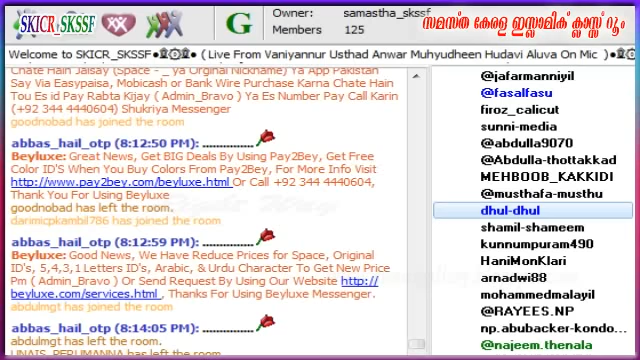 SKICR_SKSSF
G
Owner: samastha_skssf
Members 125
സമസ്ത കേരള ഇസ്ലാമിക് ക്ലാസ്സ് റൂം
Welcome to SKICR_SKSSF ( Live From Vaniyannur Usthad Anwar Muhyudheen Hudavi Aluva On Mic )
Chate Hain Jaisay (Space - _ ya Orginal Nickname) Ya App Pakistan
Say Via Easypaisa, Mobicash or Bank Wire Purchase Karna Chate Hain
Tou Es id Pay Rabta Kijay ( Admin_Bravo ) Ya Es Number Pay Call Karin
(+92 344 4440604) Shukriya Messenger
goodnobad has joined the room
abbas_hail_otp (8:12:50 PM): ...............
Beyluxe: Great News, Get BIG Deals By Using Pay2Bey, Get Free
Color ID'S When You Buy Colors From Pay2Bey, For More Info Visit
http://www.pay2bey.com/beyluxe.html Or Call +92 344 4440604,
Thank You For Using Beyluxe
goodnobad has left the room.
darimicpkambil786 has joined the room
abbas_hail_otp (8:12:59 PM): ...............
Beyluxe: Good News, We Have Reduce Prices for Space, Original
ID's, 5,4,3,1 Letters ID's, Arabic, & Urdu Character To Get New Price
Pm ( Admin_Bravo ) Or Send Request By Using Our Website http://
beyluxe.com/services.html , Thanks For Using Beyluxe Messenger.
abdulmgt has joined the room
abbas_hail_otp (8:14:05 PM): ...............
abdulmgt has left the room.
UNAIS_PERUMANNA has left the room.
@jafarmanniyil
@fasalfasu
firoz_calicut
sunni-media
@abdulla9070
@Abdulla-thottakkad
MEHBOOB_KAKKIDI
@musthafa-musthu
dhul-dhul
shamil-shameem
kunnumpuram490
HaniMonKlari
arnadwi88
mohammedmalayil
@RAYEES.NP
np.abubacker-kondo...
@najeem.thenala